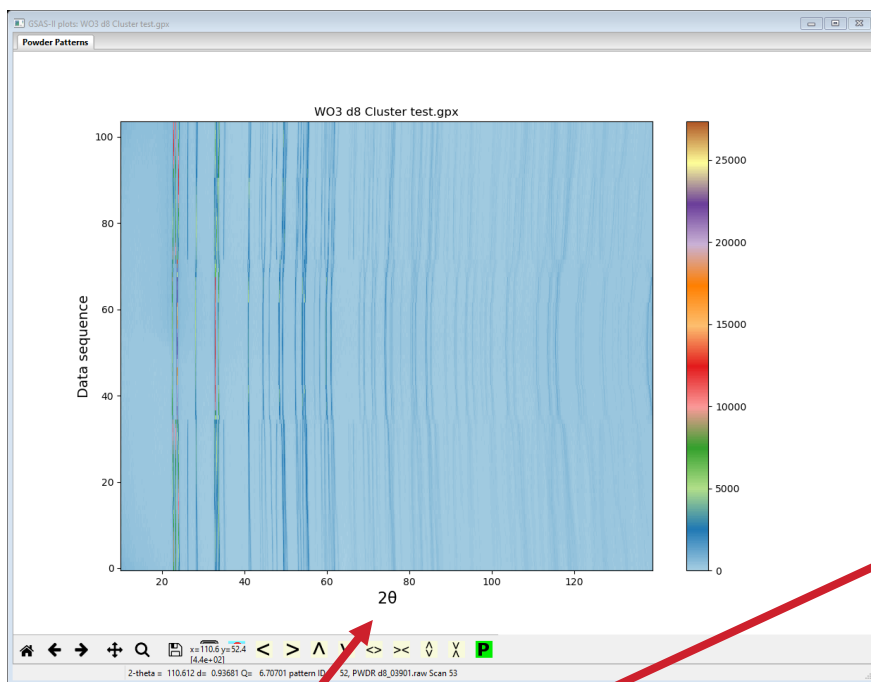 GSAS-II plots: WO3 d8 Cluster test.gpx
Powder Patterns
WO3 d8 Cluster test.gpx
100
80
60
40
20
0
Data sequence
20 40 60 80 100 120
2θ
25000
20000
15000
10000
5000
0
x=110.6 y=52.4
[4.4e+02]
< > Λ V <> >< P
2-theta = 110.612 d= 0.93681 Q= 6.70701 pattern ID 52, PWDR d8_03901.raw Scan 53